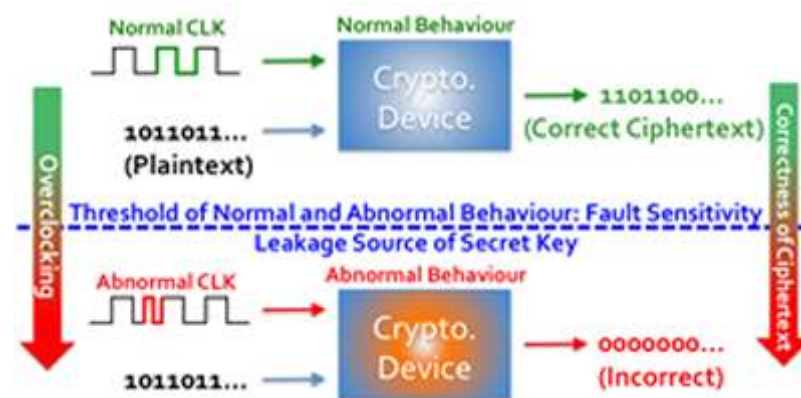 Normal CLK
Normal Behaviour
Crypto.
Device
1011011...
(Plaintext)
1101100...
(Correct Ciphertext)
Overclocking
Correctness of Ciphertext
Threshold of Normal and Abnormal Behaviour: Fault Sensitivity
Leakage Source of Secret Key
Abnormal CLK
Abnormal Behaviour
Crypto.
Device
1011011...
0000000...
(Incorrect)